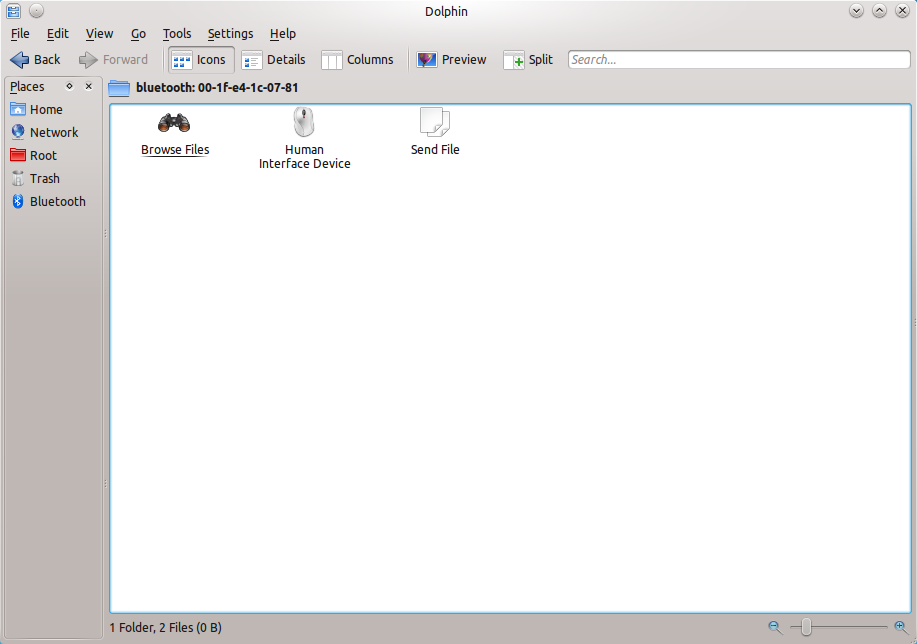 Dolphin
File Edit View Go Tools Settings Help
Back Forward Icons Details Columns Preview Split Search...
Places
bluetooth: 00-1f-e4-1c-07-81
Home
Network
Root
Trash
Bluetooth
Browse Files
Human
Interface Device
Send File
1 Folder, 2 Files (0 B)